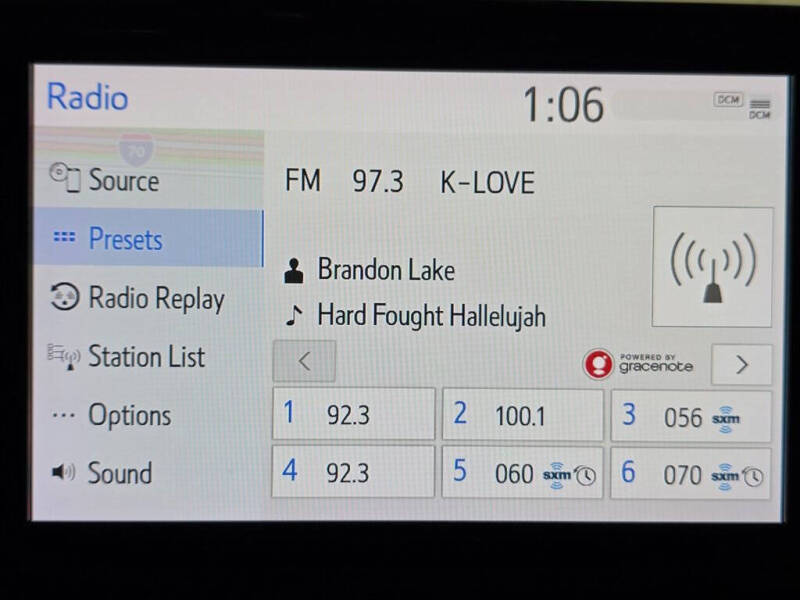 Radio
1:06
DCM
DCM
70
Source
Presets
Radio Replay
Station List
··· Options
Sound
FM 97.3 K-LOVE
Brandon Lake
Hard Fought Hallelujah
<
POWERED BY
gracenote
>
1 92.3
2 100.1
3 056 sxm
4 92.3
5 060 sxm
6 070 sxm